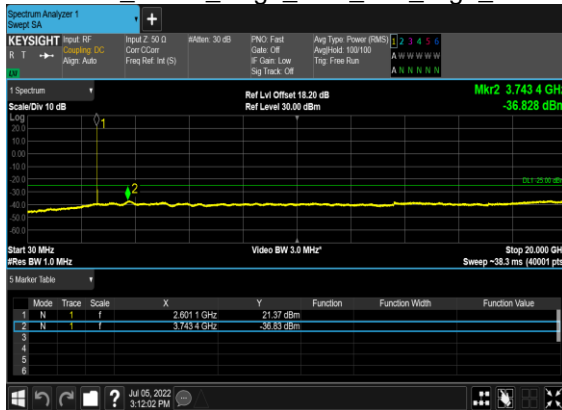 Spectrum Analyzer 1
Swept SA
KEYSIGHT
R T
Input: RF
Coupling: DC
Align: Auto
Input Z: 50 Ω
Corr CCorr
Freq Ref: Int (S)
#Atten: 30 dB
PNO: Fast
Gate: Off
IF Gain: Low
Sig Track: Off
Avg Type: Power (RMS)
Avg|Hold: 100/100
Trig: Free Run
1 2 3 4 5 6
A W W W W W
A N N N N N
1 Spectrum
Scale/Div 10 dB
Ref Lvl Offset 18.20 dB
Ref Level 30.00 dBm
Mkr2 3.743 4 GHz
-36.828 dBm
Log
20.0
10.0
0.00
-10.0
-20.0
-30.0
-40.0
-50.0
-60.0
1
2
DL1 -25.00 dBm
Start 30 MHz
#Res BW 1.0 MHz
Video BW 3.0 MHz*
Stop 20.000 GHz
Sweep ~38.3 ms (40001 pts)
5 Marker Table
Mode Trace Scale X Y Function Function Width Function Value
1 N 1 f 2.601 1 GHz 21.37 dBm
2 N 1 f 3.743 4 GHz -36.83 dBm
3
4
5
6
?
Jul 05, 2022
3:12:02 PM